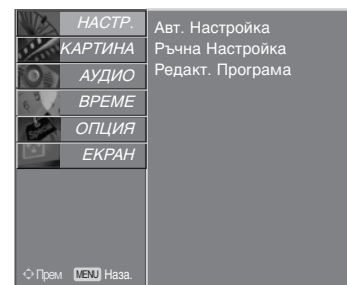 НАСТР.
КАРТИНА
АУДИО
ВРЕМЕ
ОПЦИЯ
ЕКРАН
Авт. Настройка
Ръчна Настройка
Редакт. Програма
Прем MENU Наза.